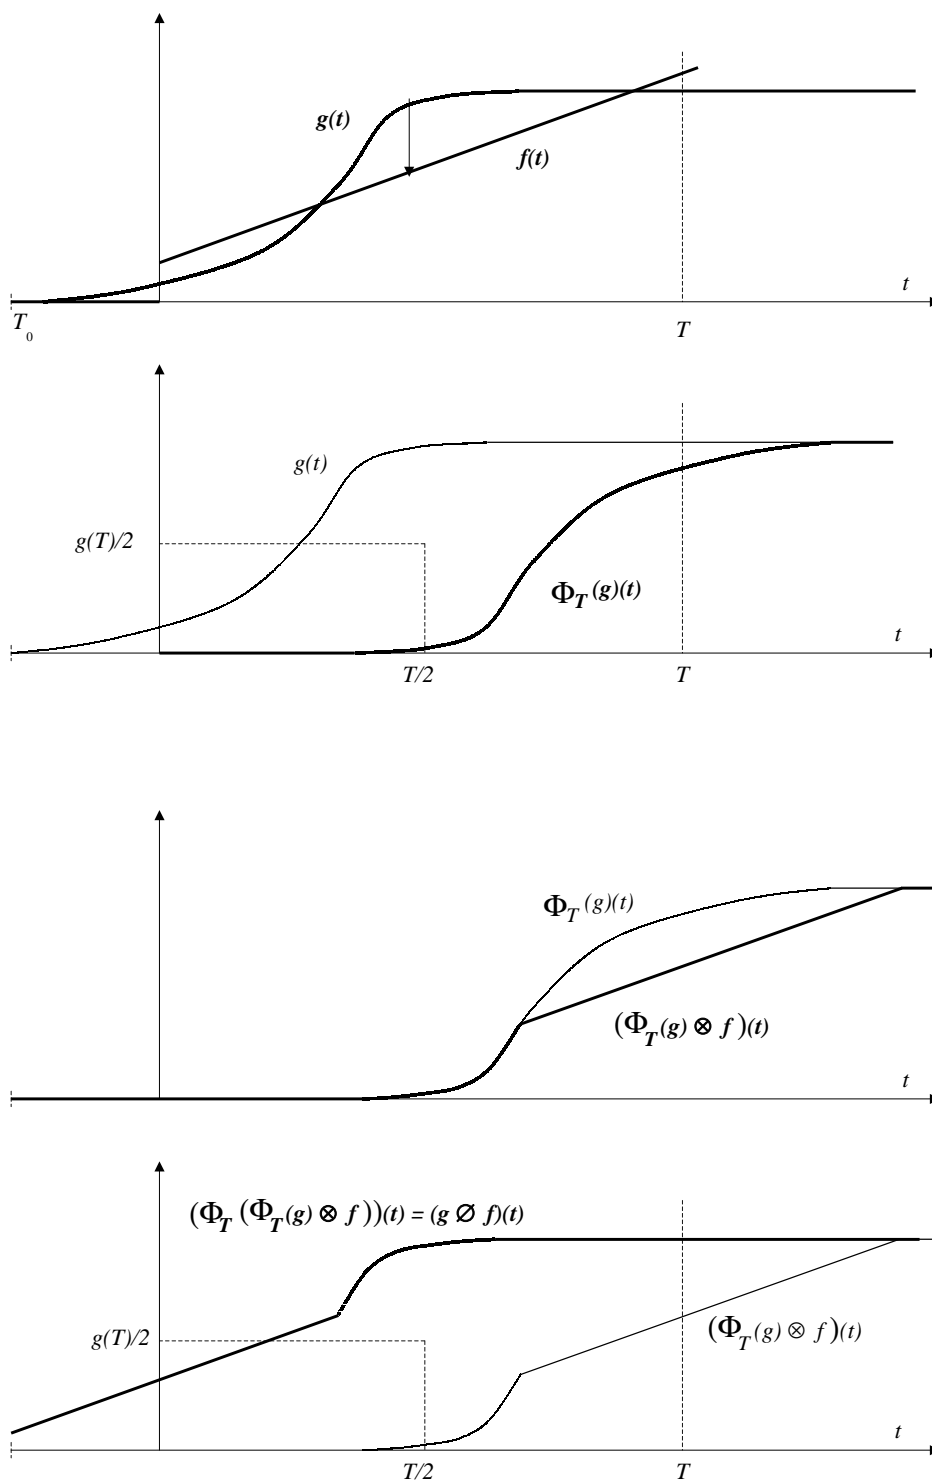 g(t)
f(t)
t
T0
T
g(t)
g(T)/2
ΦT(g)(t)
t
T/2
T
ΦT(g)(t)
(ΦT(g) ⊗ f)(t)
t
(ΦT (ΦT(g) ⊗ f))(t) = (g ∅ f)(t)
g(T)/2
(ΦT(g) ⊗ f)(t)
t
T/2
T